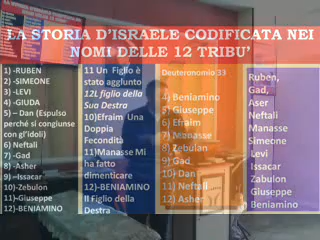 LA STORIA D'ISRAELE CODIFICATA NEI
NOMI DELLE 12 TRIBU'
1) -RUBEN
2) -SIMEONE
3) -LEVI
4) -GIUDA
5) – Dan (Espulso
perché si congiunse
con gl'idoli)
6) Neftali
7) -Gad
8) -Asher
9) –Issacar
10)-Zebulon
11)-Giuseppe
12)-BENIAMINO
11 Un Figlio è
stato aggiunto
12L figlio della
Sua Destra
10)Efraim Una
Doppia
Fecondità
11)Manasse Mi
ha fatto
dimenticare
12)-BENIAMINO
Il Figlio della
Destra
Deuteronomio 33
4) Beniamino
5) Giuseppe
6) Efraim
7) Manasse
8) Zebulan
9) Gad
10) Dan
11) Neftali
12) Asher
Ruben,
Gad,
Aser
Neftali
Manasse
Simeone
Levi
Issacar
Zabulon
Giuseppe
Beniamino